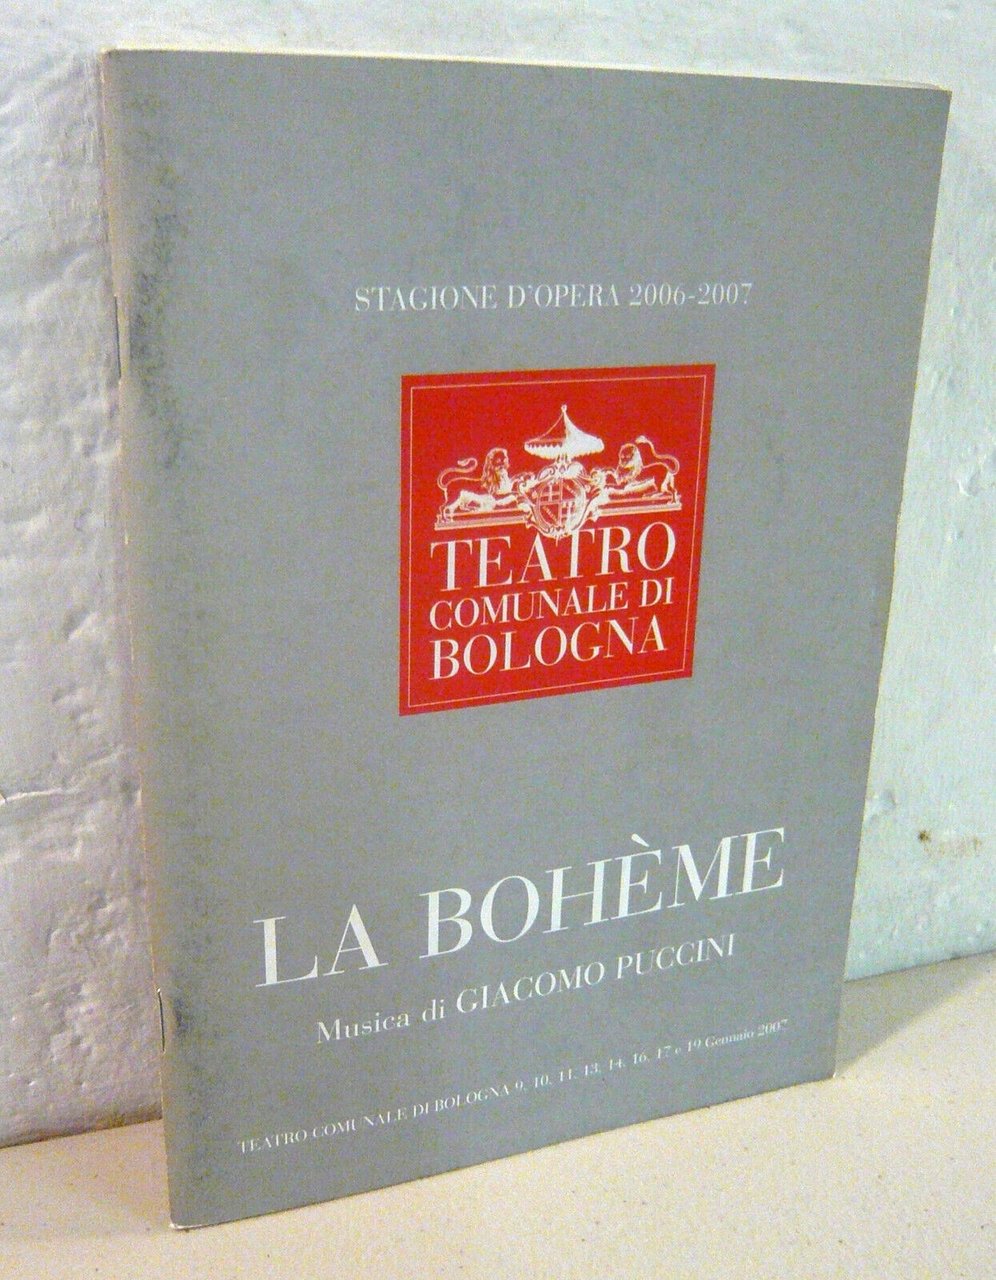 STAGIONE D'OPERA 2006-2007
TEATRO
COMUNALE DI
BOLOGNA
LA BOHÈME
Musica di GIACOMO PUCCINI
TEATRO COMUNALE DI BOLOGNA 9, 10, 11, 13, 14, 16, 17 e 19 Gennaio 2007